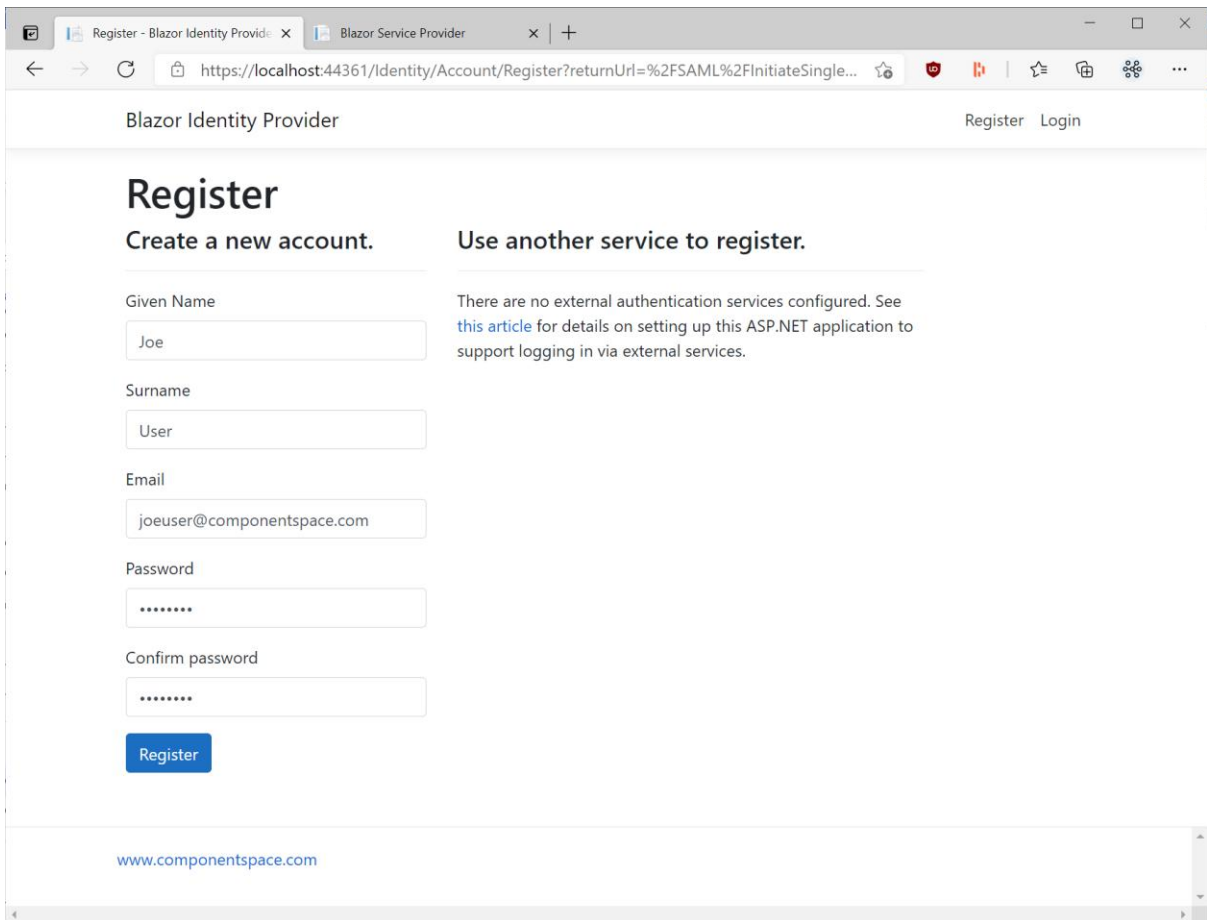 Register - Blazor Identity Provide
Blazor Service Provider
https://localhost:44361/Identity/Account/Register?returnUrl=%2FSAML%2FInitiateSingle...
Blazor Identity Provider
Register Login
Register
Create a new account.
Given Name
Joe
Surname
User
Email
joeuser@componentspace.com
Password
••••••••
Confirm password
••••••••
Register
Use another service to register.
There are no external authentication services configured. See
this article for details on setting up this ASP.NET application to
support logging in via external services.
www.componentspace.com